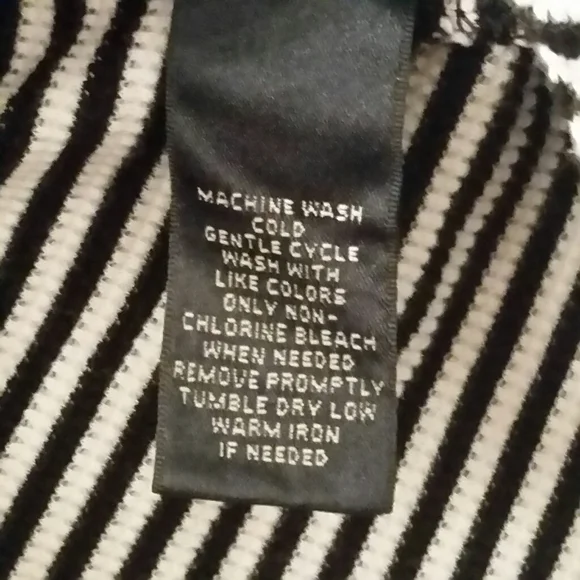 MACHINE WASH
COLD
GENTLE CYCLE
WASH WITH
LIKE COLORS
ONLY NON-
CHLORINE BLEACH
WHEN NEEDED
REMOVE PROMPTLY
TUMBLE DRY LOW
WARM IRON
IF NEEDED